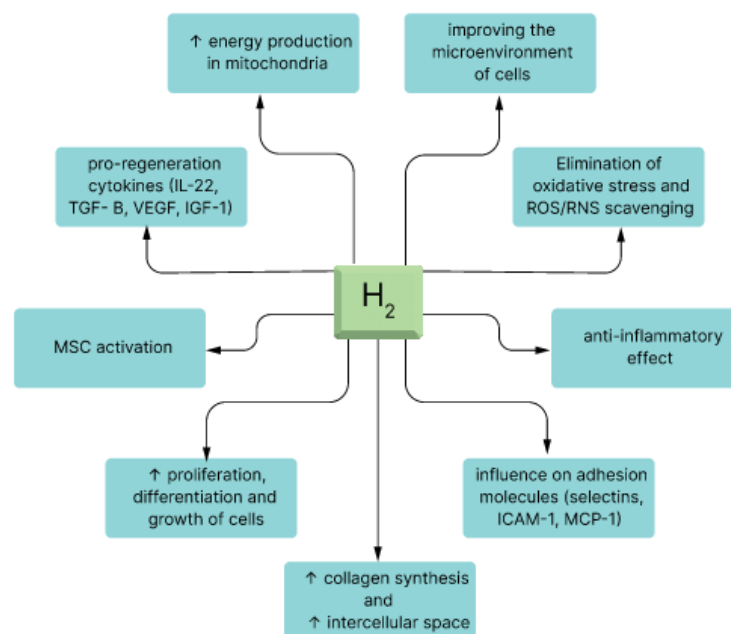 ↑ energy production
in mitochondria
improving the
microenvironment
of cells
pro-regeneration
cytokines (IL-22,
TGF- B, VEGF, IGF-1)
Elimination of
oxidative stress and
ROS/RNS scavenging
H₂
MSC activation
anti-inflammatory
effect
↑ proliferation,
differentiation and
growth of cells
influence on adhesion
molecules (selectins,
ICAM-1, MCP-1)
↑ collagen synthesis
and
↑ intercellular space